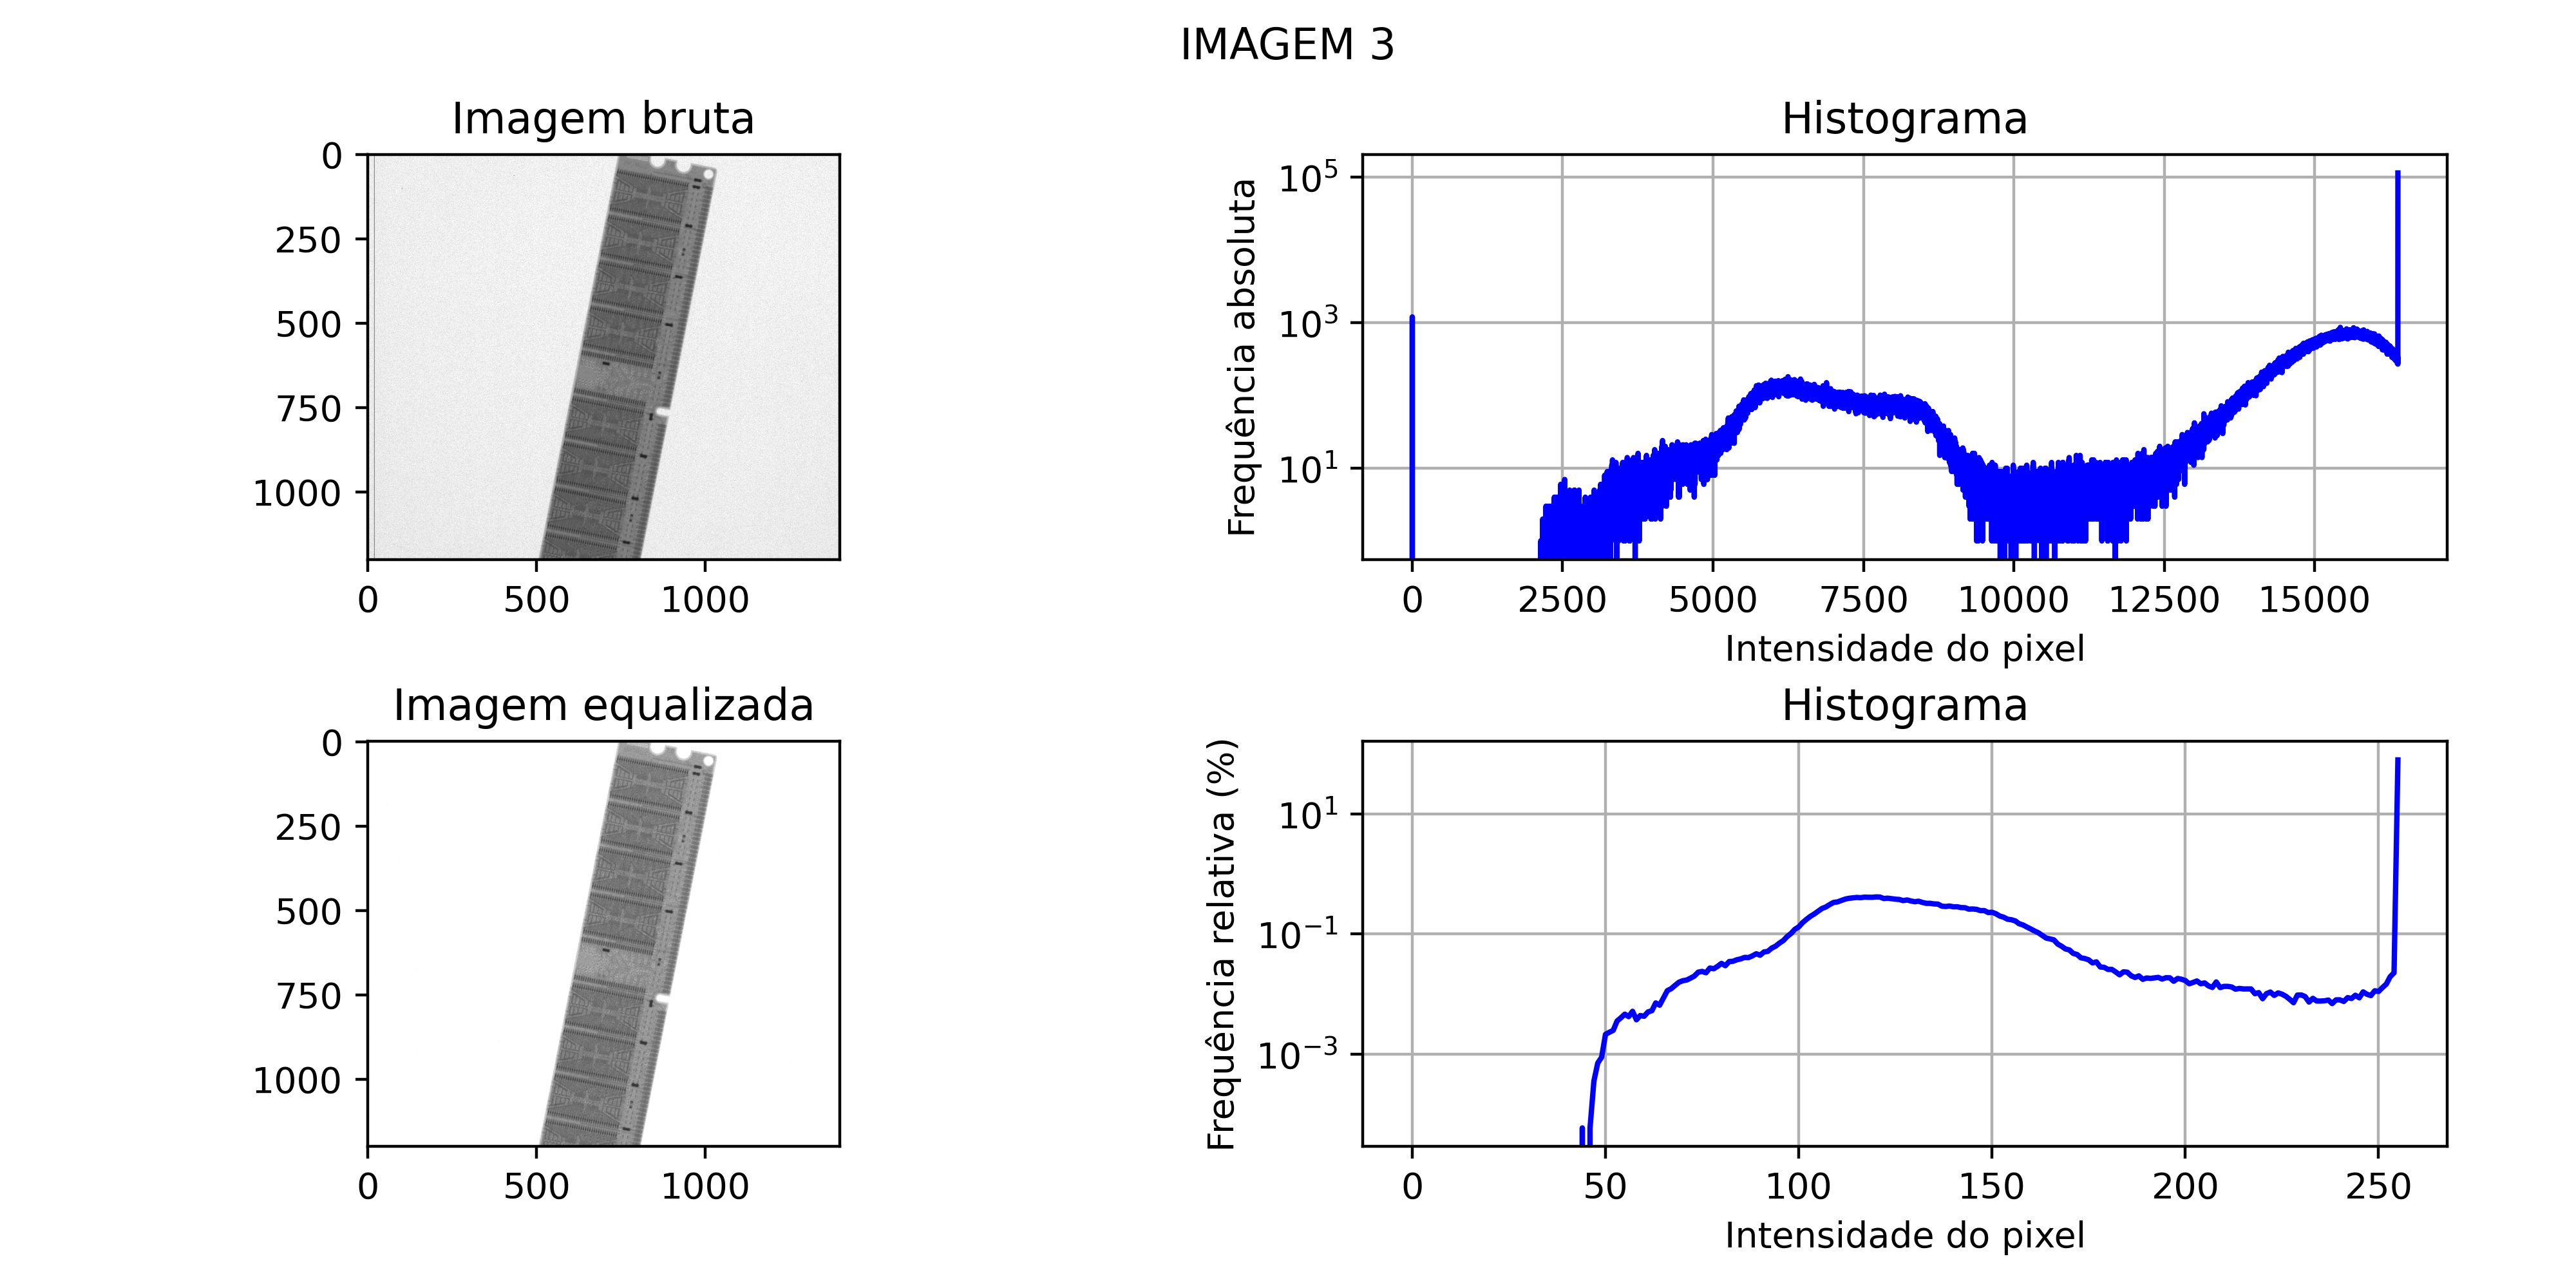 IMAGEM 3
Imagem bruta
0
250
500
750
1000
0 500 1000
Histograma
Frequência absoluta
10^5
10^3
10^1
0 2500 5000 7500 10000 12500 15000
Intensidade do pixel
Imagem equalizada
0
250
500
750
1000
0 500 1000
Histograma
Frequência relativa (%)
10^1
10^−1
10^−3
0 50 100 150 200 250
Intensidade do pixel